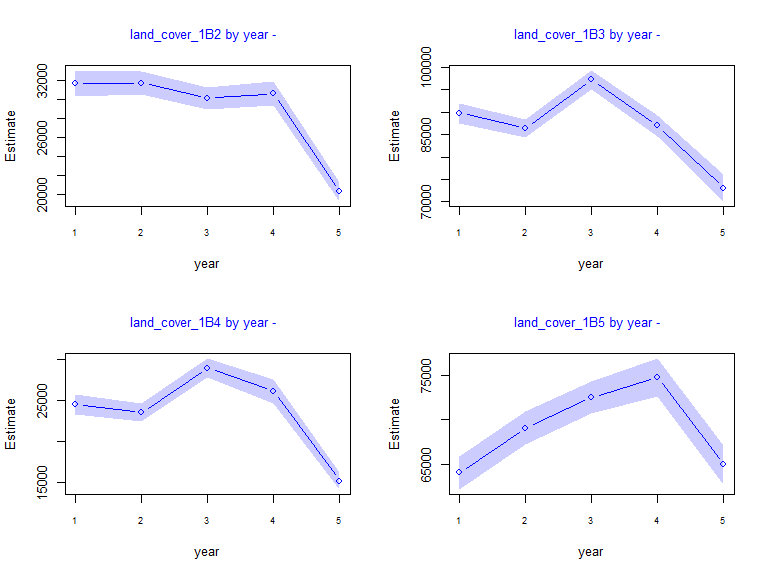 land_cover_1B2 by year -
Estimate
32000
26000
20000
1 2 3 4 5
year
land_cover_1B3 by year -
Estimate
100000
85000
70000
1 2 3 4 5
year
land_cover_1B4 by year -
Estimate
25000
15000
1 2 3 4 5
year
land_cover_1B5 by year -
Estimate
75000
65000
1 2 3 4 5
year